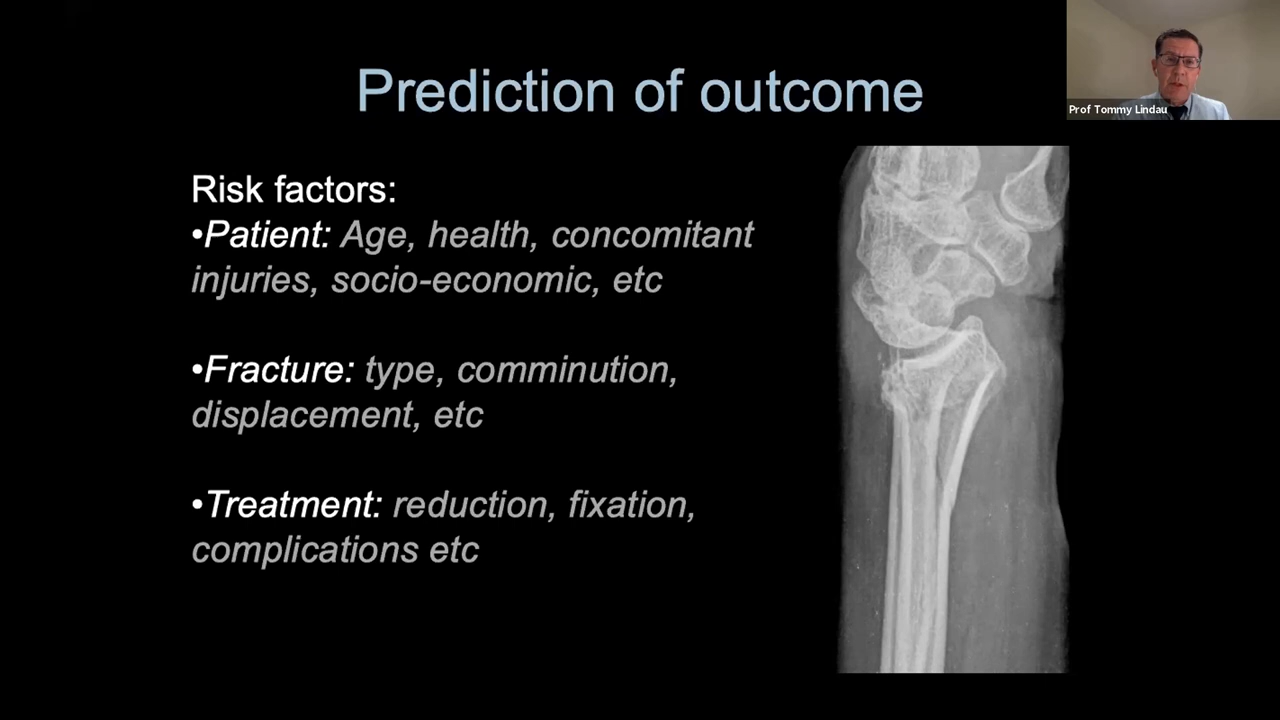 Prediction of outcome
Prof Tommy Lindau
Risk factors:
•Patient: Age, health, concomitant
injuries, socio-economic, etc
•Fracture: type, comminution,
displacement, etc
•Treatment: reduction, fixation,
complications etc